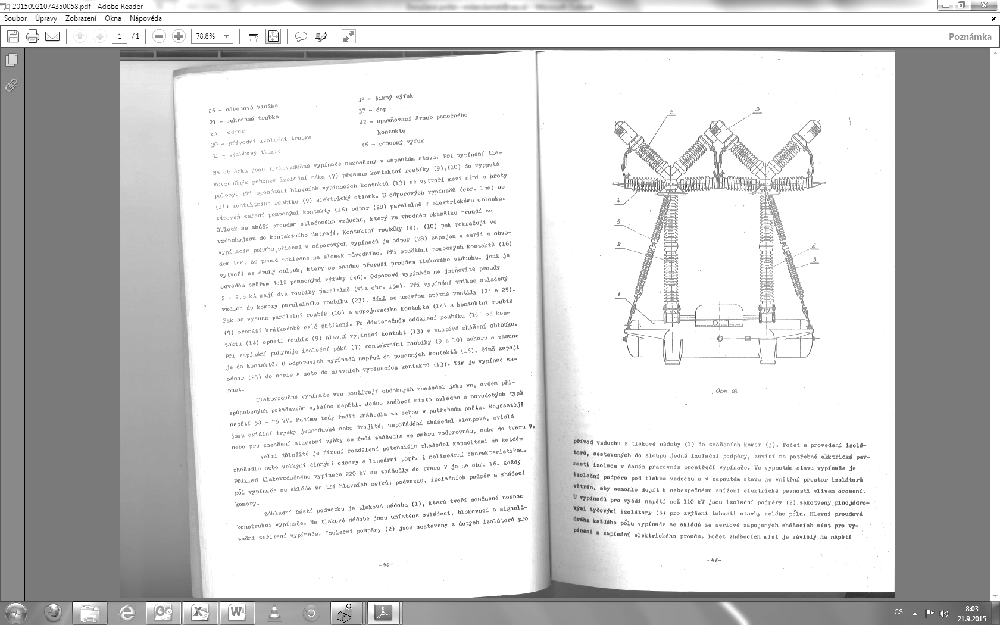 20150921074350058.pdf - Adobe Reader
Soubor Úpravy Zobrazení Okna Nápověda
1 / 1 78,8% Poznámka
26 - náběhová vložka
27 - ochranná trubka
28 - odpor
30 - přívodní izolační trubka
31 - výfukový tlumič
32 - šikmý výfuk
37 - čep
42 - upevňovací šroub pomocného
kontaktu
46 - pomocný výfuk
Na obrázku jsou tlakovzdušné vypínače naznačeny v zapnutém stavu. Při vypínání tla-
kovzdušným pohonem izolační páka (7) přesune kontaktní roubíky (9),(10) do vypnuté
polohy. Při opouštění hlavních vypínacích kontaktů (13) se vytvoří mezi nimi a hroty
(11) kontaktního roubíku (9) elektrický oblouk. U odporových vypínačů (obr. 15a) se
zároveň zařadí pomocnými kontakty (16) odpor (28) paralelně k elektrickému oblouku.
Oblouk se zháší proudem stlačeného vzduchu, který ve vhodném okamžiku proudí ze
vzduchojemu do kontaktního ústrojí. Kontaktní roubíky (9), (10) pak pokračují ve
vypínacím pohybu,přičemž u odporových vypínačů je odpor (28) zapojen v serii s obvo-
dem tak, že proud poklesne na zlomek původního. Při opuštění pomocných kontaktů (16)
vytvoří se druhý oblouk, který se snadno přeruší proudem tlakového vzduchu, jenž je
odváděn směřem dolů pomocnými výfuky (46). Odporové vypínače na jmenovité proudy
2 - 2,5 kA mají dva roubíky paralelně (viz obr. 15a). Při vypínání vnikne stlačený
vzduch do komory paralelního roubíku (23), čímž se uzavřou zpětné ventily (24 a 25).
Pak se vysune paralelní roubík (10) z odpojovacího kontaktu (14) a kontaktní roubík
(9) přenáší krátkodobě celé zatížení. Po dostatečném oddálení roubíku (10) od kon-
taktu (14) opustí roubík (9) hlavní vypínací kontakt (13) a nastává zhášení oblouku.
Při zapínání pohybuje izolační páka (7) kontaktními roubíky (9 a 10) nahoru a zasune
je do kontaktů. U odporových vypínačů napřed do pomocných kontaktů (16), čímž zapojí
odpor (28) do serie a nato do hlavních vypínacích kontaktů (13). Tím je vypínač za-
pnut.
Tlakovzdušné vypínače vvn používají obdobných zhášedel jako vn, ovšem při-
způsobených požadavkům vyššího napětí. Jedno zhášecí místo zvládne u novodobých typů
napětí 50 - 75 kV. Musíme tedy řadit zhášedla za sebou v potřebném počtu. Nejčastěji
jsou axiální trysky jednoduché nebo dvojité, uspořádání zhášedel sloupové, svislé
nebo pro zmenšení stavební výšky se řadí zhášedla ve směru vodorovném, nebo do tvaru V.
Velmi důležité je řízení rozdělení potenciálu zhášedel kapacitami na každém
zhášedlu nebo velkými činnými odpory s lineární popř. i nelineární charakteristikou.
Příklad tlakovzdušného vypínače 220 kV se zhášedly do tvaru V je na obr. 16. Každý
pól vypínače se skládá ze tří hlavních celků: podvozku, izolačních podpěr a zhášecí
komory.
Základní částí podvozku je tlaková nádoba (1), která tvoří současně nosnou
konstrukci vypínače. Na tlakové nádobě jsou umístěna ovládací, blokovací a signali-
zační zařízení vypínače. Izolační podpěry (2) jsou sestaveny z dutých izolátorů pro
-40-
3 3
4
5
2 2
5
1
Obr. 16.
přívod vzduchu z tlakové nádoby (1) do zhášecích komor (3). Počet a provedení izolá-
torů, sestavených do sloupu jedné izolační podpěry, závisí na potřebné elktrické pev-
nosti izolace v daném pracovním prostředí vypínače. Ve vypnutém stavu vypínače je
izolační podpěra pod tlakem vzduchu a v zapnutém stavu je vnitřní prostor izolátorů
větrán, aby nemohlo dojít k nebezpečnému snížení elektrické pevnosti vlivem orosení.
U vypínačů pro vyšší napětí než 110 kV jsou izolační podpěry (2) zakotveny plnojádro-
vými tyčovými izolátory (5) pro zvýšení tuhosti stavby celého pólu. Hlavní proudová
dráha každého pólu vypínače se skládá ze seriově zapojených zhášecích míst pro vy-
pínání a zapínání elektrického proudu. Počet zhášecích míst je závislý na napětí
-41-
CS 8:03
21.9.2015